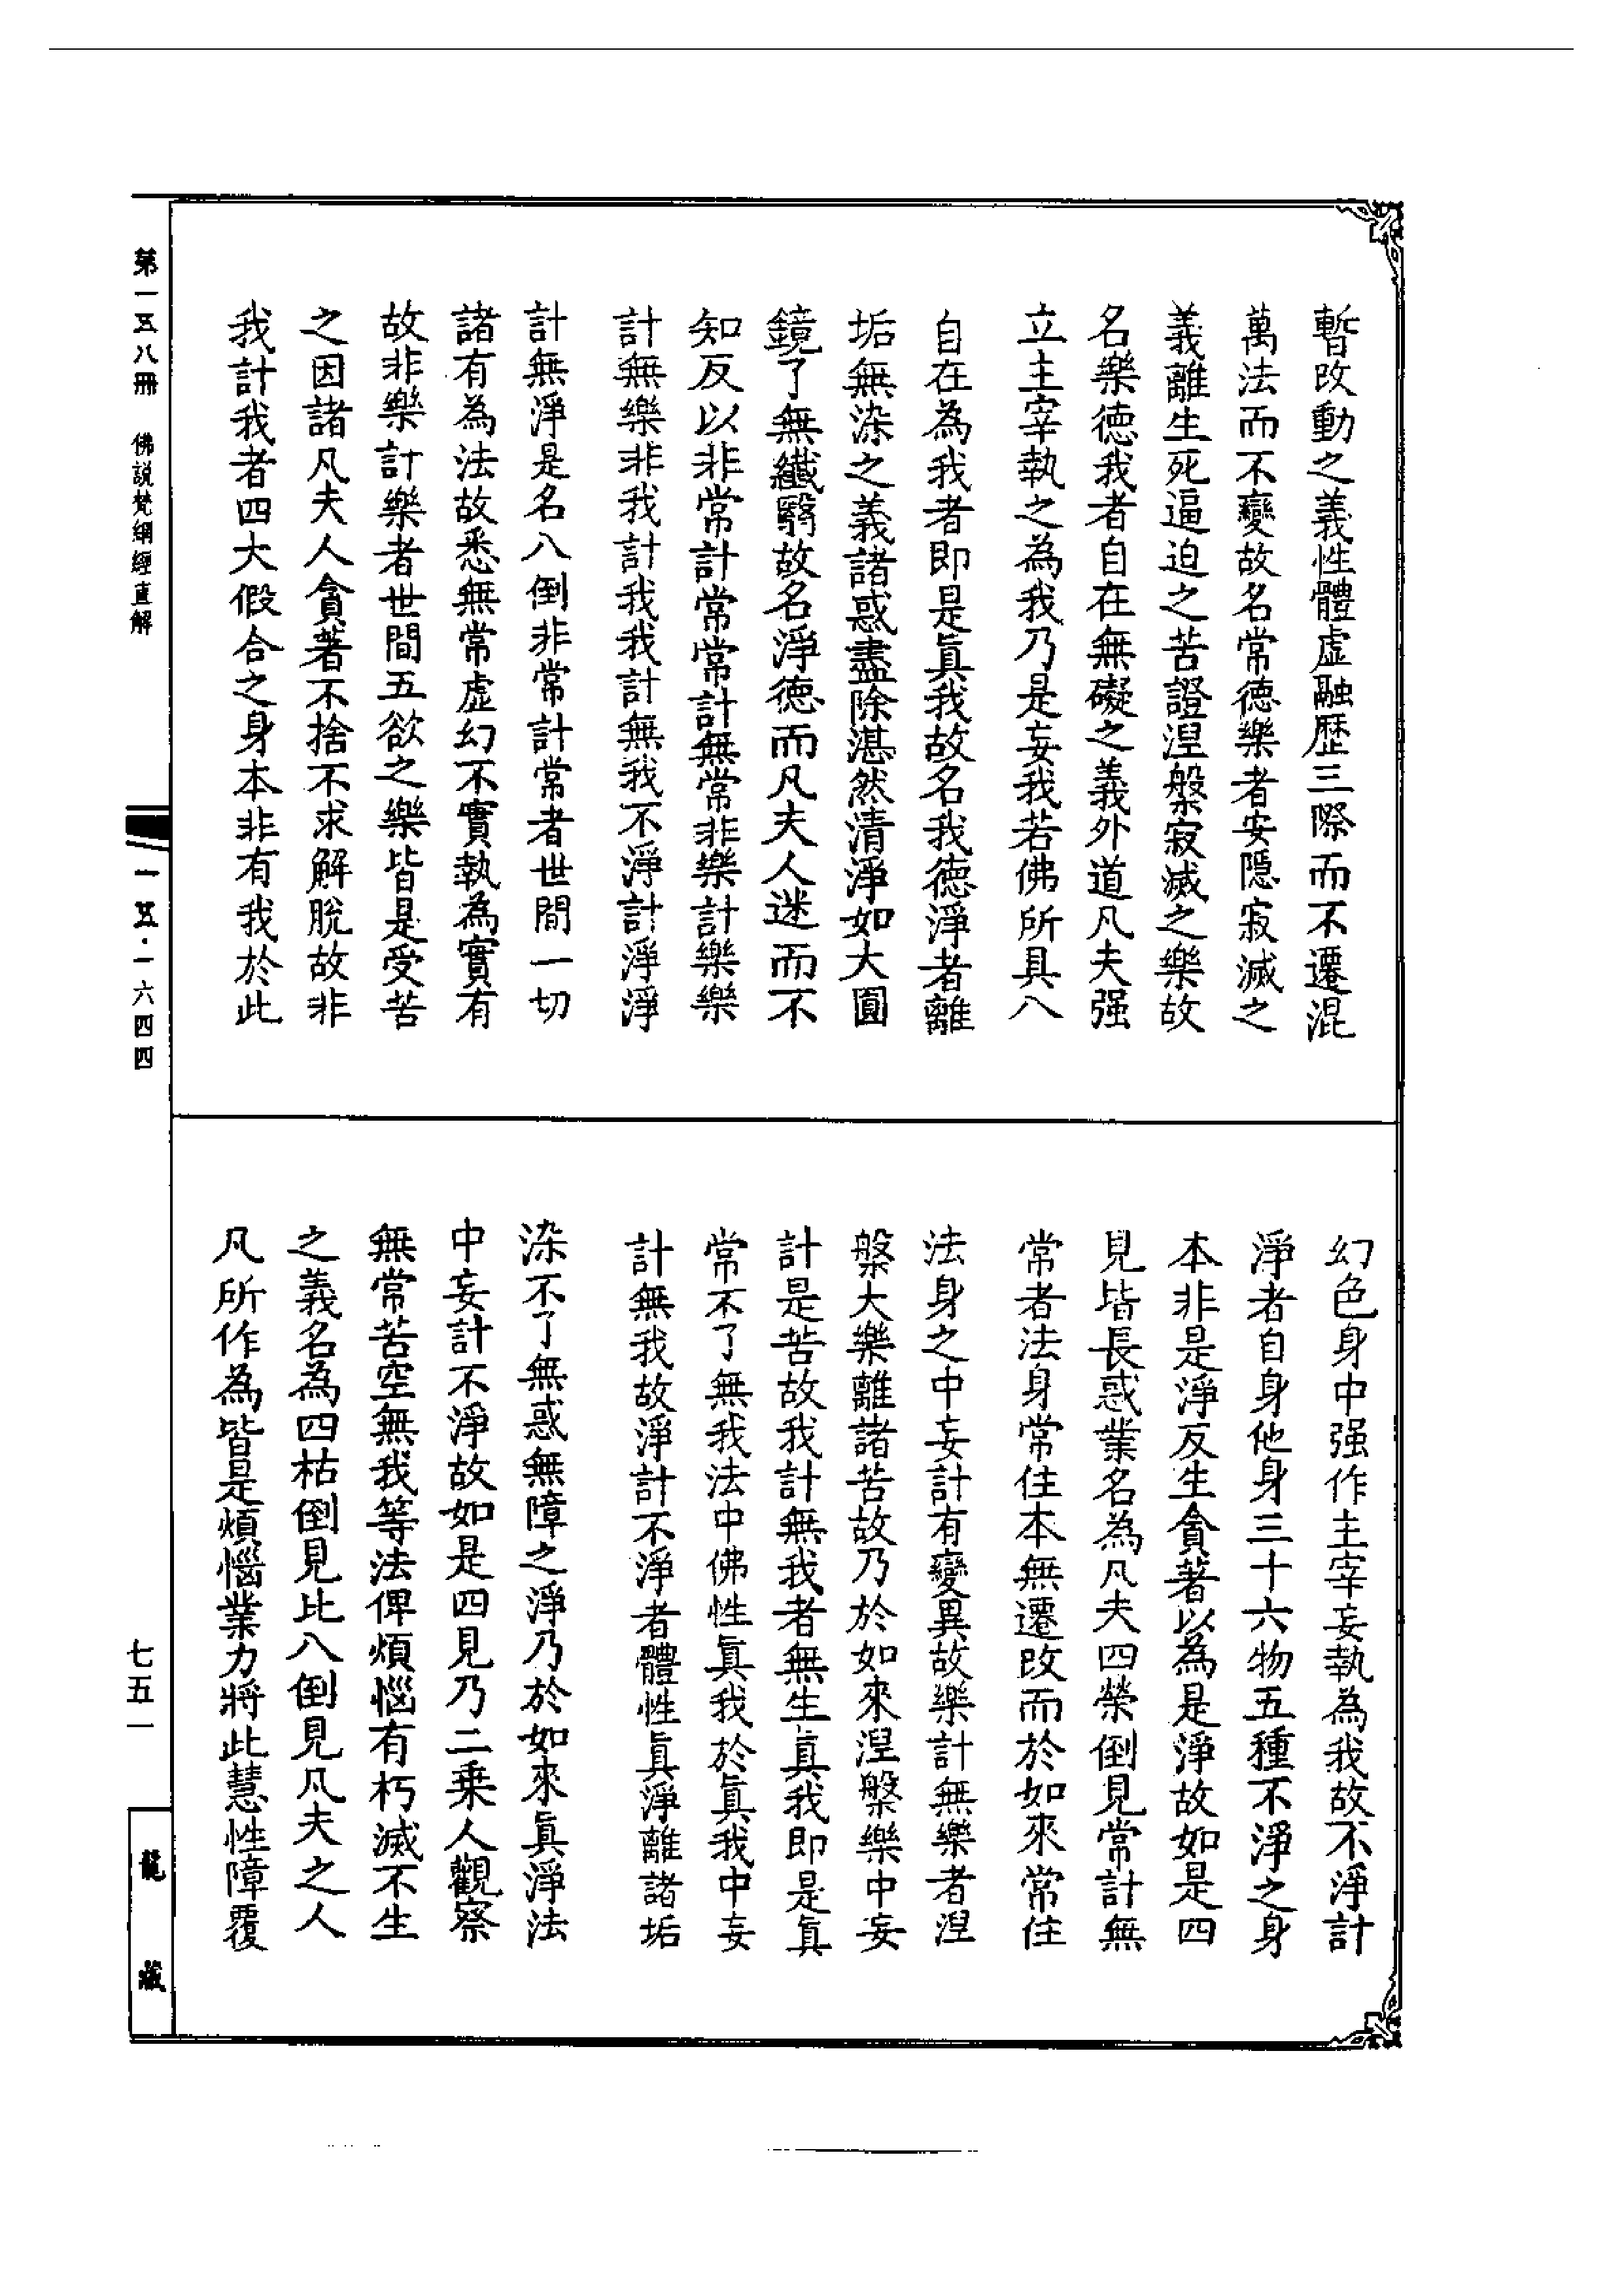 暫改動之義性體虛融歷三際而不遷混
萬法而不變故名常德樂者安隱寂滅之
義離生死逼迫之苦證涅槃寂滅之樂故
名樂德我者自在無礙之義外道凡夫强
立主宰執之為我乃是妄我若佛所具八
自在為我者即是眞我故名我德淨者離
垢無染之義諸惑盡除湛然清淨如大圓
鏡了無纖翳故名淨德而凡夫人迷而不
知反以非常計常常計無常非樂計樂樂
計無樂非我計我我計無我不淨計淨淨
計無淨是名八倒非常計常者世間一切
諸有為法故悉無常虛幻不實執為實有
故非樂計樂者世間五欲之樂皆是受苦
之因諸凡夫人貪著不捨不求解脫故非
我計我者四大假合之身本非有我於此
幻色身中强作主宰妄執為我故不淨計
淨者自身他身三十六物五種不淨之身
本非是淨反生貪著以為是淨故如是四
見皆長惑業名為凡夫四榮倒見常計無
常者法身常住本無遷改而於如來常住
法身之中妄計有變異故樂計無樂者涅
槃大樂離諸苦故乃於如來涅槃樂中妄
計是苦故我計無我者無生眞我即是眞
常不了無我法中佛性眞我於眞我中妄
計無我故淨計不淨者體性眞淨離諸垢
染不了無惑無障之淨乃於如來眞淨法
中妄計不淨故如是四見乃二乗人觀察
無常苦空無我等法俾煩惱有朽滅不生
之義名為四枯倒見比八倒見凡夫之人
凡所作為皆是煩惱業力將此慧性障覆
第一五八冊　佛説梵網經直解
一五・一六四四
七五一
龍藏